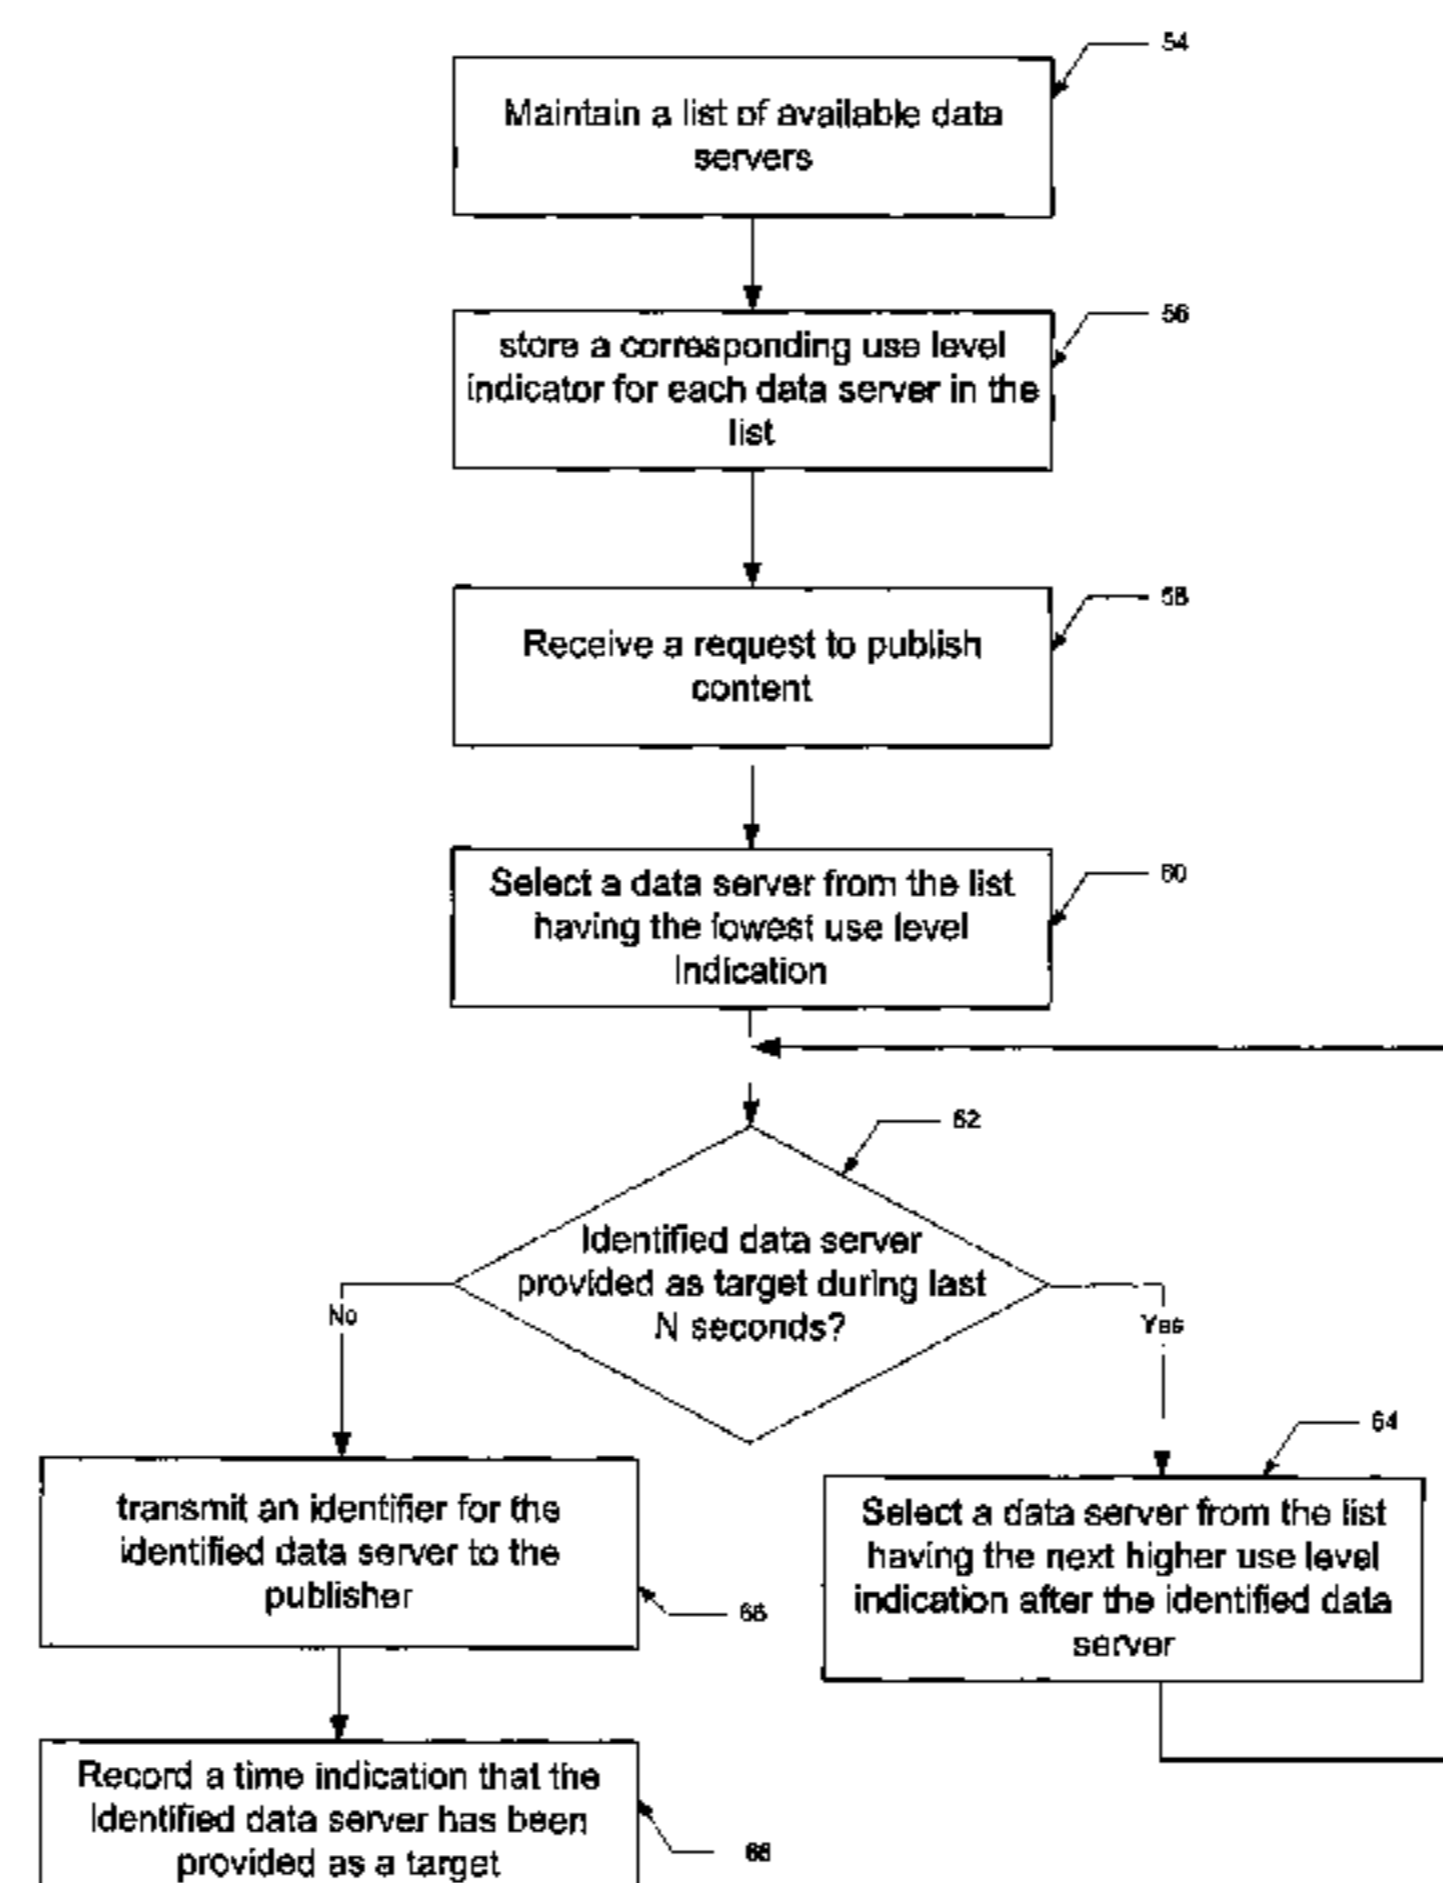 54
Maintain a list of available data
servers
56
store a corresponding use level
indicator for each data server in the
list
58
Receive a request to publish
content
60
Select a data server from the list
having the lowest use level
Indication
62
Identified data server
provided as target during last
N seconds?
No
Yes
64
transmit an identifier for the
identified data server to the
publisher
66
Select a data server from the list
having the next higher use level
indication after the identified data
server
Record a time indication that the
Identified data server has been
provided as a target
68